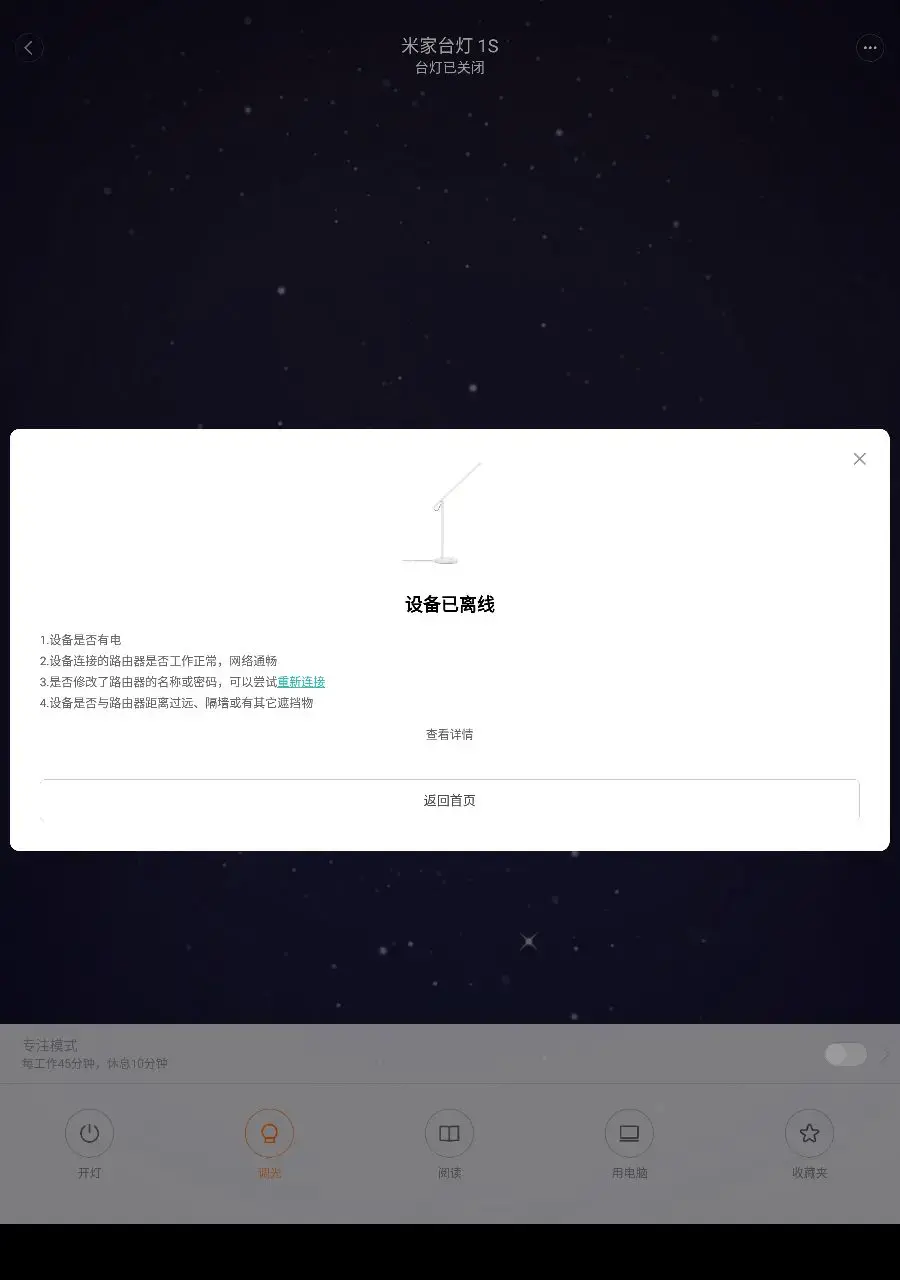 米家台灯 1S
台灯已关闭
设备已离线
1.设备是否有电
2.设备连接的路由器是否工作正常，网络通畅
3.是否修改了路由器的名称或密码，可以尝试重新连接
4.设备是否与路由器距离过远、隔墙或有其它遮挡物
查看详情
返回首页
专注模式
每工作45分钟，休息10分钟
开灯
调光
阅读
用电脑
收藏夹